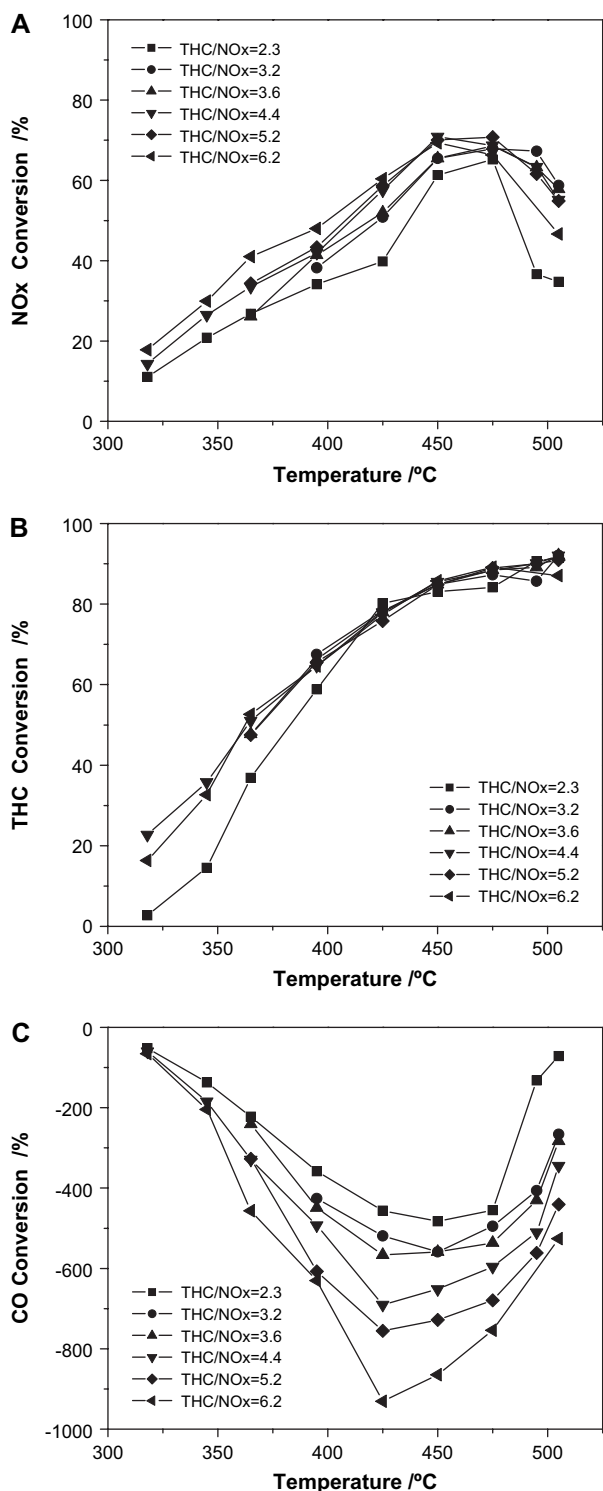 A
NOx Conversion /%
100
80
60
40
20
0
THC/NOx=2.3
THC/NOx=3.2
THC/NOx=3.6
THC/NOx=4.4
THC/NOx=5.2
THC/NOx=6.2
300 350 400 450 500
Temperature /ºC
B
THC Conversion /%
100
80
60
40
20
0
THC/NOx=2.3
THC/NOx=3.2
THC/NOx=3.6
THC/NOx=4.4
THC/NOx=5.2
THC/NOx=6.2
300 350 400 450 500
Temperature /ºC
C
CO Conversion /%
0
-200
-400
-600
-800
-1000
THC/NOx=2.3
THC/NOx=3.2
THC/NOx=3.6
THC/NOx=4.4
THC/NOx=5.2
THC/NOx=6.2
300 350 400 450 500
Temperature /ºC